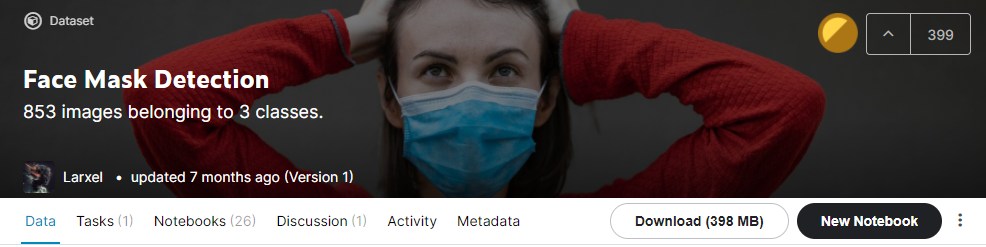 Dataset
399
Face Mask Detection
853 images belonging to 3 classes.
Larxel • updated 7 months ago (Version 1)
Data Tasks (1) Notebooks (26) Discussion (1) Activity Metadata Download (398 MB) New Notebook